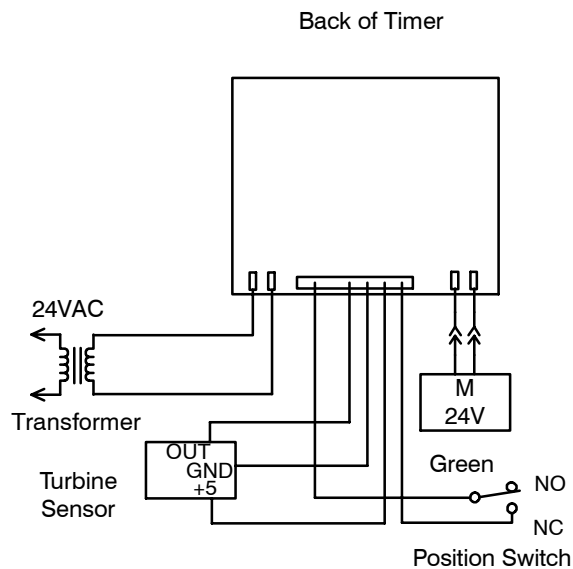 Back of Timer
24VAC
Transformer
M
24V
OUT
GND
+5
Turbine
Sensor
Green
NO
NC
Position Switch